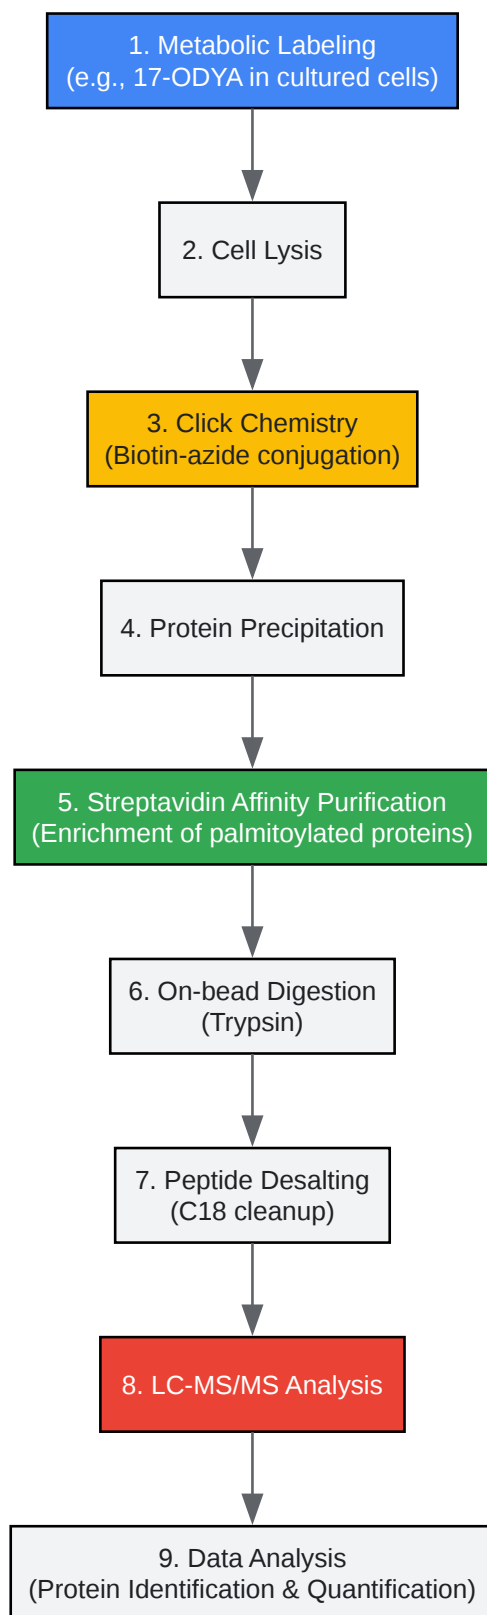 1. Metabolic Labeling
(e.g., 17-ODYA in cultured cells)
2. Cell Lysis
3. Click Chemistry
(Biotin-azide conjugation)
4. Protein Precipitation
5. Streptavidin Affinity Purification
(Enrichment of palmitoylated proteins)
6. On-bead Digestion
(Trypsin)
7. Peptide Desalting
(C18 cleanup)
8. LC-MS/MS Analysis
9. Data Analysis
(Protein Identification & Quantification)